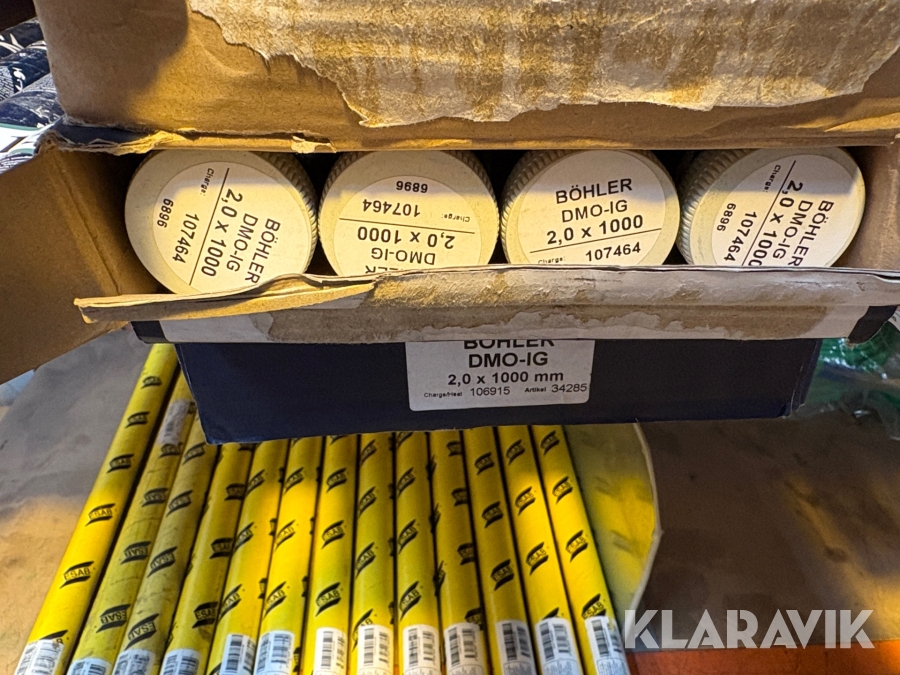 BÖHLER
DMO-IG
2,0 x 1000
Charge: 107464
6896
BÖHLER
DMO-IG
2,0 x 1000
Charge: 107464
6896
BÖHLER
DMO-IG
2,0 x 1000
Charge: 107464
BÖHLER
DMO-IG
2,0 x 1000
Charge: 107464
6896
BÖHLER
DMO-IG
2,0 x 1000 mm
Charge/Heat 106915 Artikel 34285
ESAB
KLARAVIK